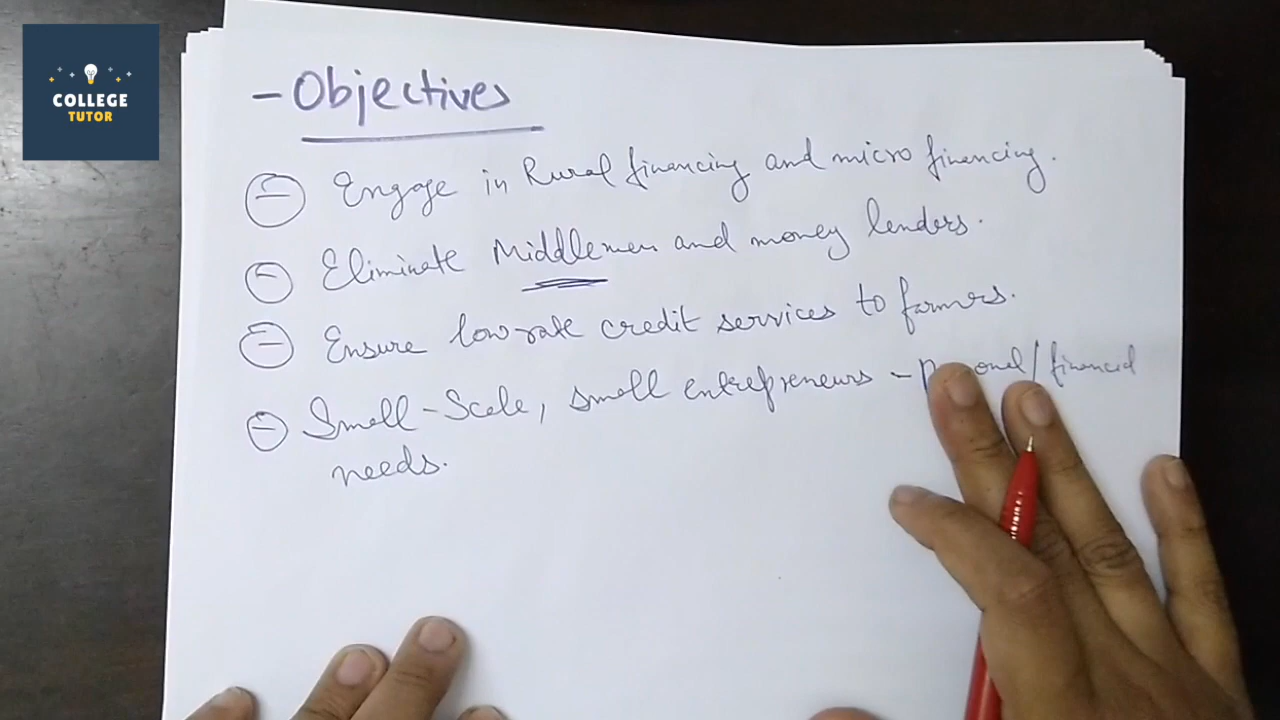 COLLEGE
TUTOR
- Objectives
Engage in Rural financing and micro financing.
Eliminate Middlemen and money lenders.
Ensure low rate credit services to farmers.
Small-Scale, small entrepreneurs - /financial
needs.